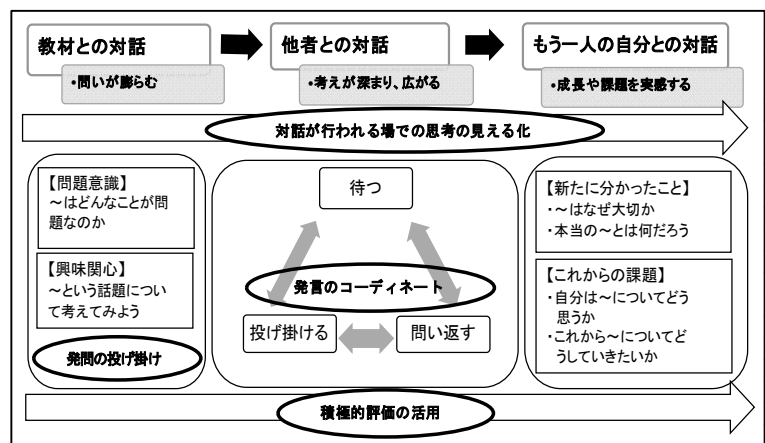 教材との対話
・問いが膨らむ
他者との対話
・考えが深まり、広がる
もう一人の自分との対話
・成長や課題を実感する
対話が行われる場での思考の見える化
【問題意識】
～はどんなことが問
題なのか
【興味関心】
～という話題につい
て考えてみよう
発問の投げ掛け
待つ
発言のコーディネート
投げ掛ける
問い返す
【新たに分かったこと】
・～はなぜ大切か
・本当の～とは何だろう
【これからの課題】
・自分は～についてどう
思うか
・これから～についてど
うしていきたいか
積極的評価の活用